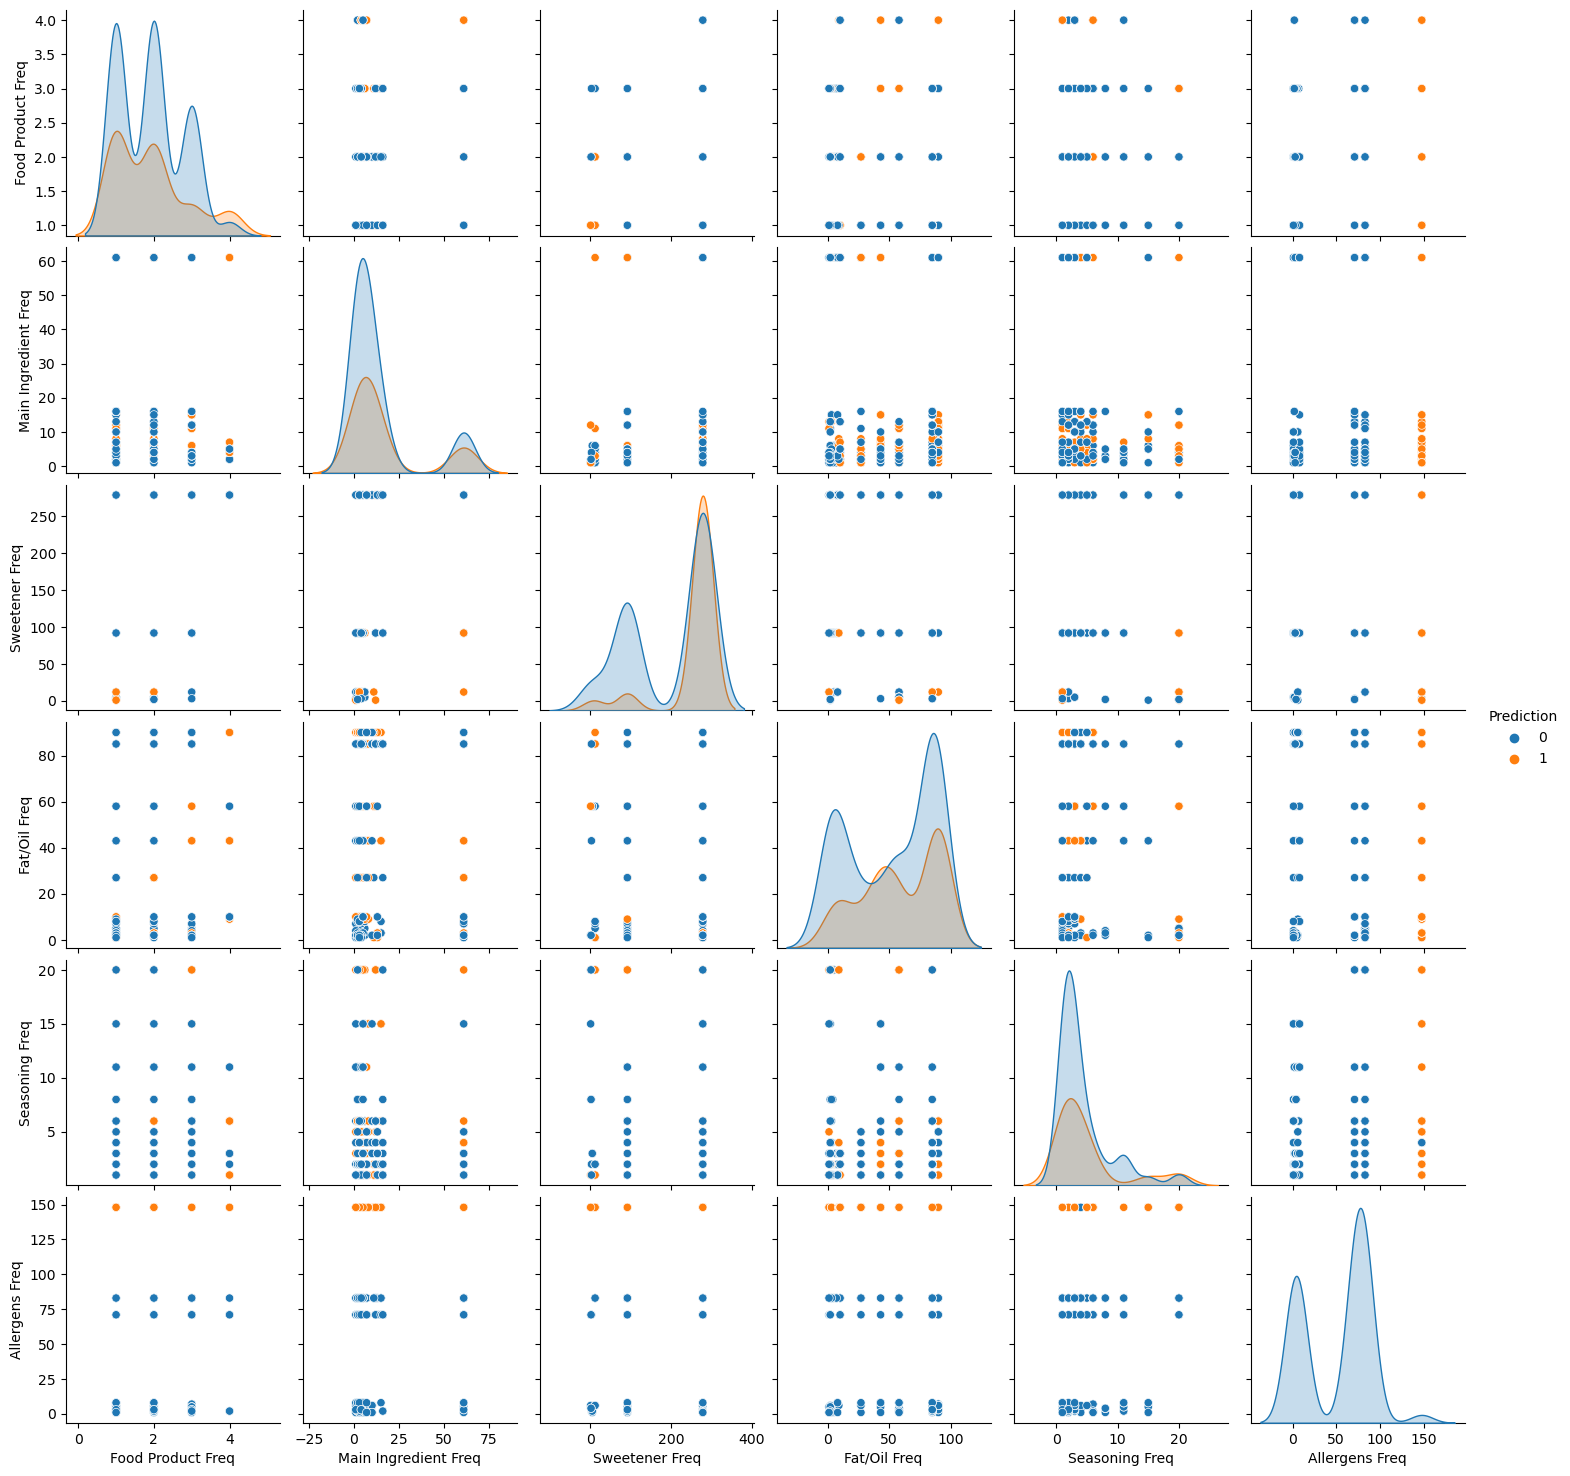 4.0
3.5
3.0
2.5
2.0
1.5
1.0
Food Product Freq
60
50
40
30
20
10
0
Main Ingredient Freq
250
200
150
100
50
0
Sweetener Freq
80
60
40
20
0
Fat/Oil Freq
Prediction
0
1
20
15
10
5
Seasoning Freq
150
125
100
75
50
25
0
Allergens Freq
0 2 4
−25 0 25 50 75
0 200 400
0 50 100
0 10 20
0 50 100 150
Food Product Freq
Main Ingredient Freq
Sweetener Freq
Fat/Oil Freq
Seasoning Freq
Allergens Freq